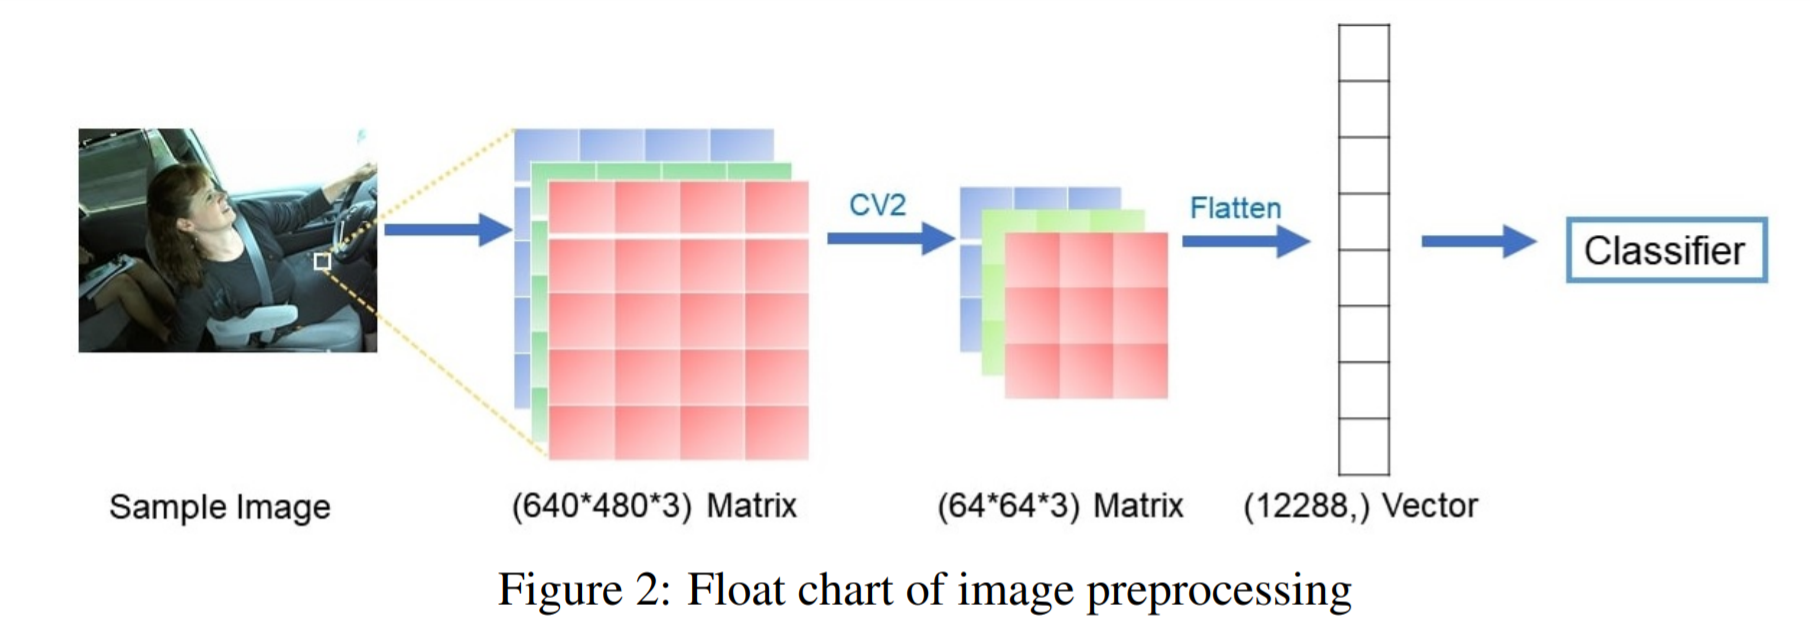 CV2
Flatten
Classifier
Sample Image
(640*480*3) Matrix
(64*64*3) Matrix
(12288,) Vector
Figure 2: Float chart of image preprocessing